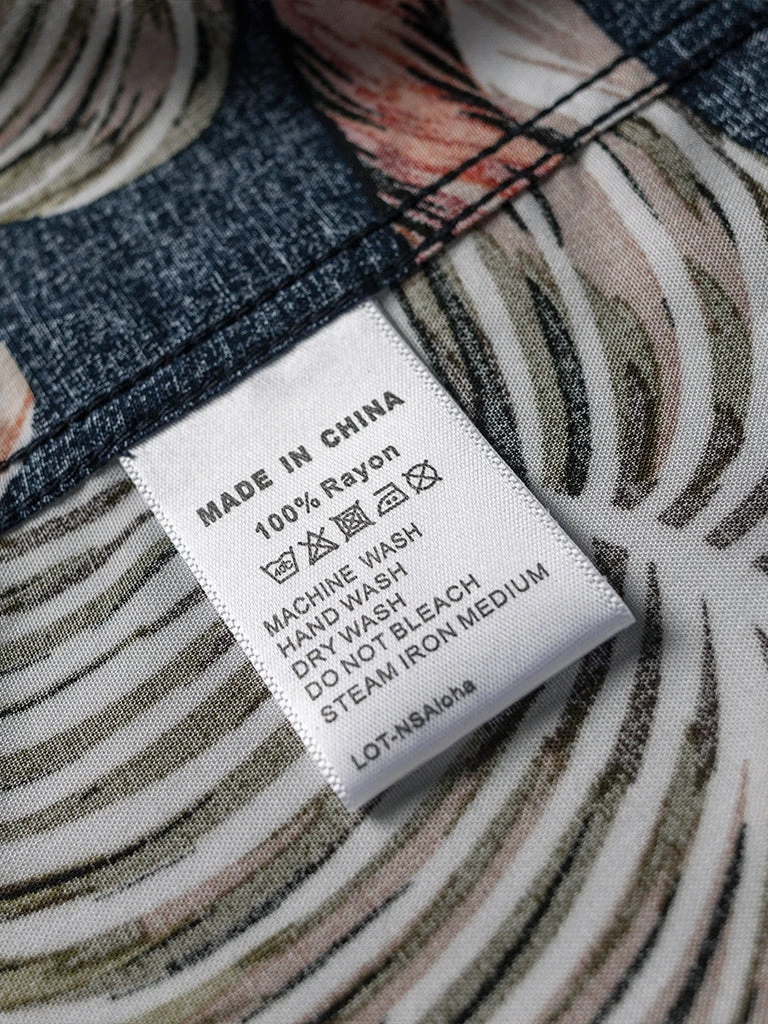 MADE IN CHINA
100% Rayon
MACHINE WASH
HAND WASH
DRY WASH
DO NOT BLEACH
STEAM IRON MEDIUM
LOT-NSAloha